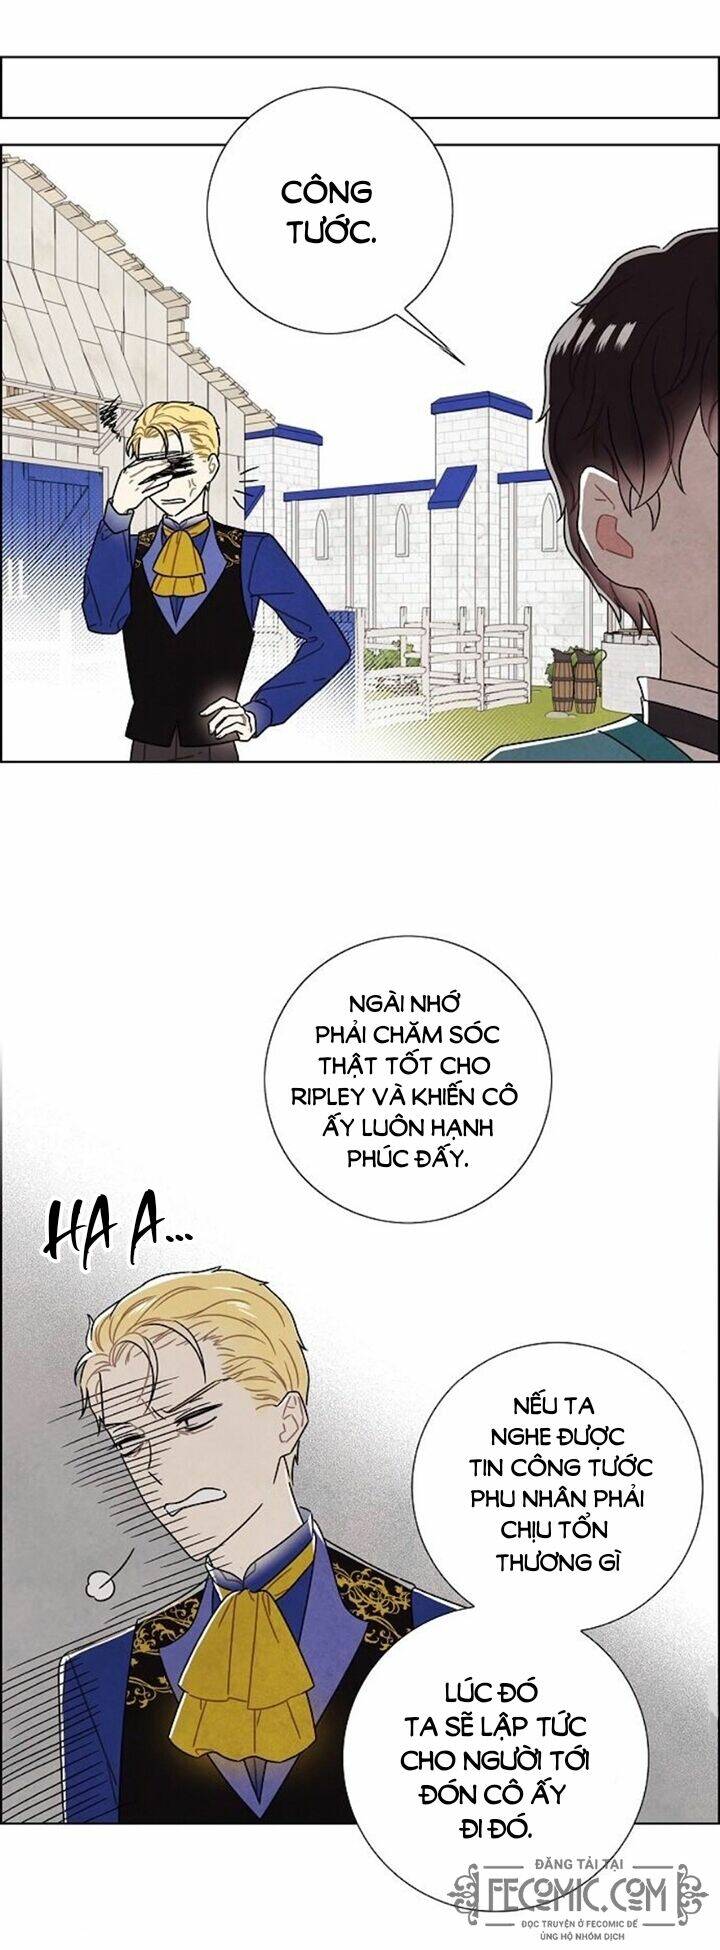 CÔNG
TƯỚC.
NGÀI NHỚ
PHẢI CHĂM SÓC
THẬT TỐT CHO
RIPLEY VÀ KHIẾN CÔ
ẤY LUÔN HẠNH
PHÚC ĐẤY.
HA A...
NẾU TA
NGHE ĐƯỢC
TIN CÔNG TƯỚC
PHU NHÂN PHẢI
CHỊU TỔN
THƯƠNG GÌ
LÚC ĐÓ
TA SẼ LẬP TỨC
CHO NGƯỜI TỚI
ĐÓN CÔ ẤY
ĐI ĐÓ.
ĐĂNG TẢI TẠI
FECOMIC.COM
ĐỌC TRUYỆN Ở FECOMIC ĐỂ
ỦNG HỘ NHÓM DỊCH